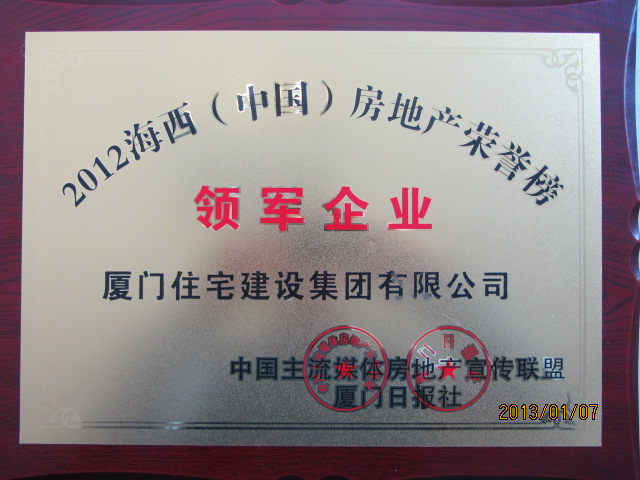 2012海西（中国）房地产荣誉榜
领军企业
厦门住宅建设集团有限公司
中国主流媒体房地产宣传联盟
厦门日报社
2013/01/07